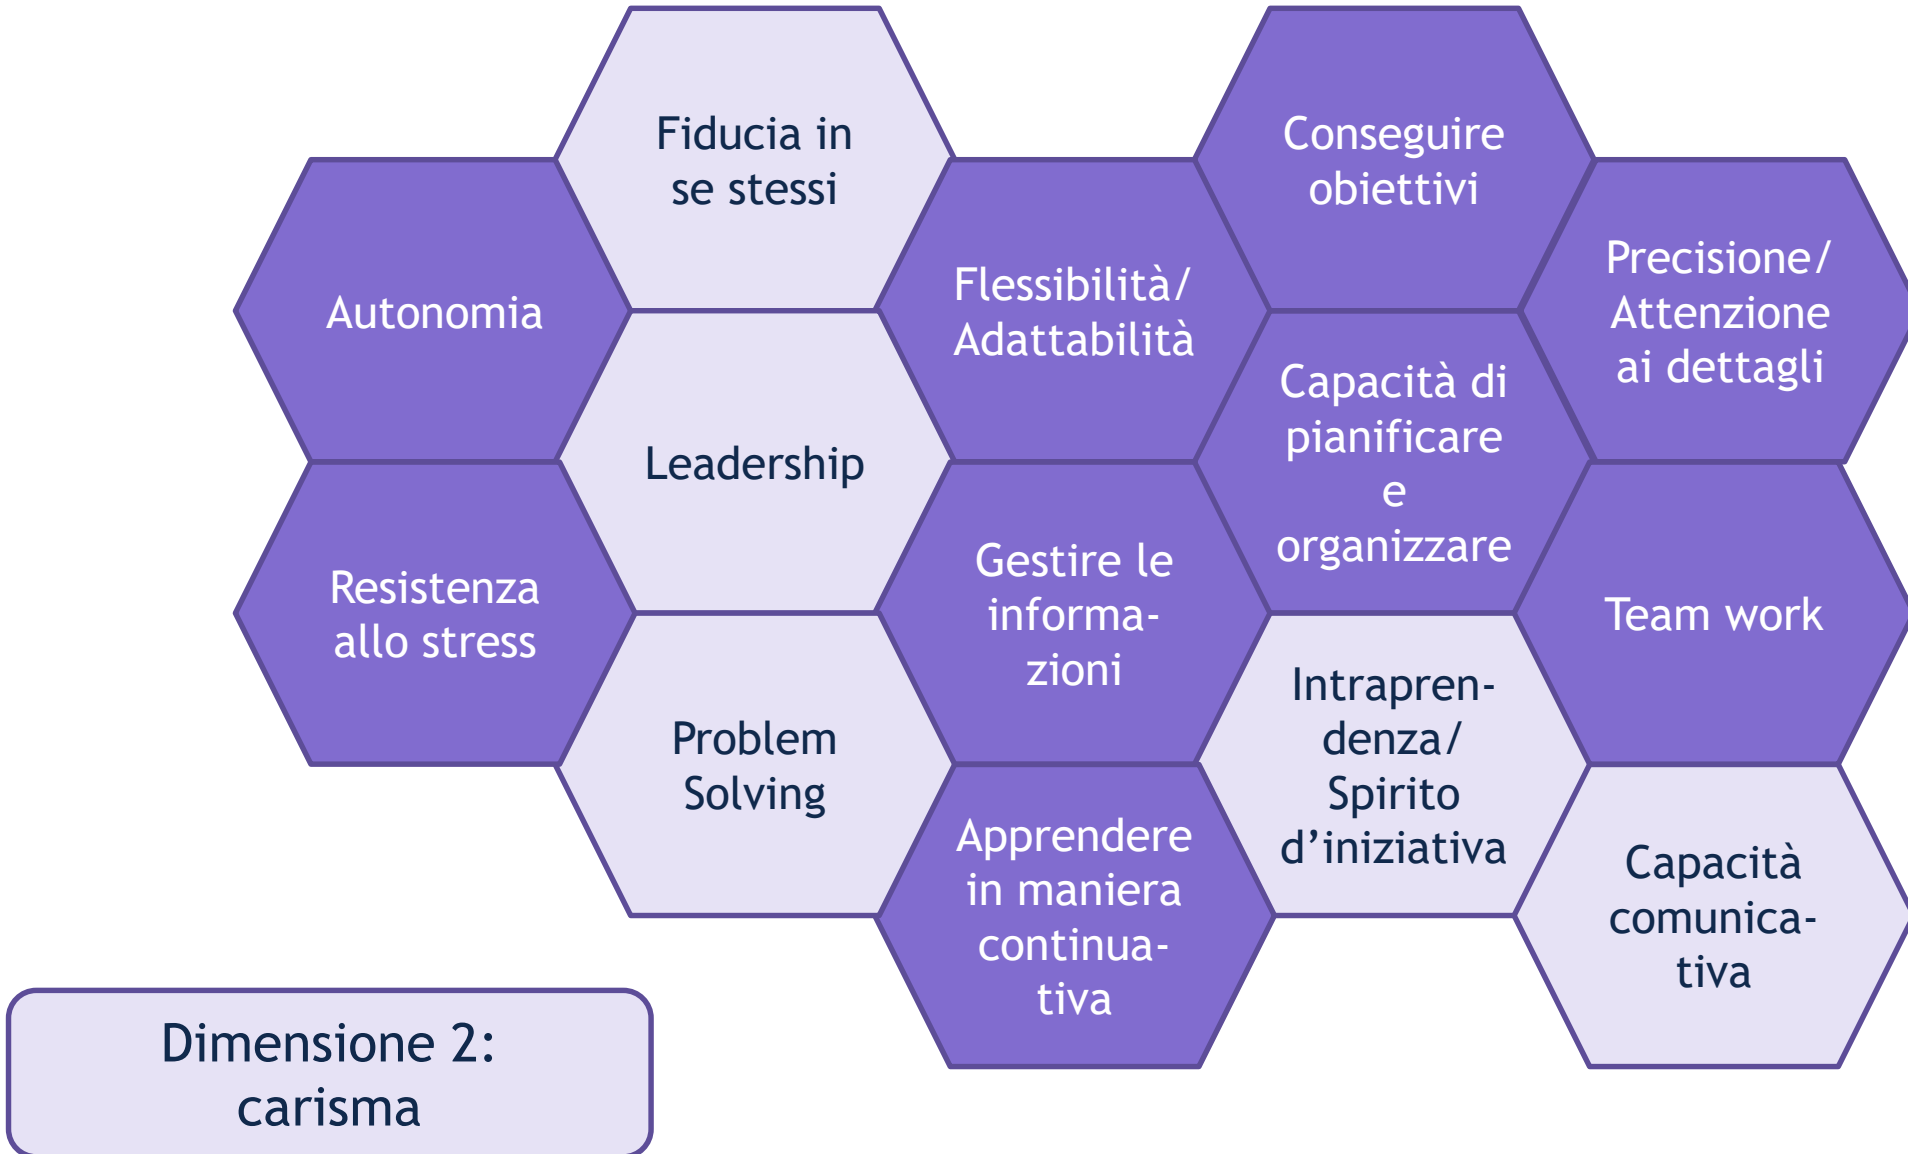 Fiducia in
se stessi
Conseguire
obiettivi
Autonomia
Flessibilità/
Adattabilità
Precisione/
Attenzione
ai dettagli
Leadership
Capacità di
pianificare
e
organizzare
Resistenza
allo stress
Gestire le
informa-
zioni
Team work
Problem
Solving
Intrapren-
denza/
Spirito
d’iniziativa
Apprendere
in maniera
continua-
tiva
Capacità
comunica-
tiva
Dimensione 2:
carisma